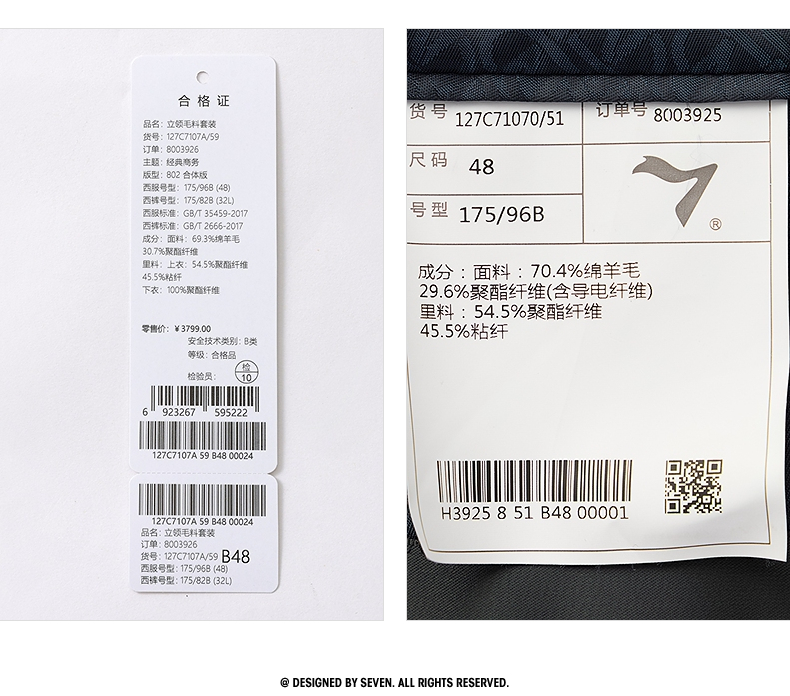 合格证
品名：立领毛料套装
货号：127C7107A/59
订单：8003926
主题：经典商务
版型：802 合体版
西服号型：175/96B (48)
西裤号型：175/82B (32L)
西服标准：GB/T 35459-2017
西裤标准：GB/T 2666-2017
成分：面料：69.3%绵羊毛
30.7%聚酯纤维
里料：上衣：54.5%聚酯纤维
45.5%粘纤
下衣：100%聚酯纤维
零售价：¥3799.00
安全技术类别：B类
等级：合格品
检验员：
检
10
6 923267 595222
127C7107A 59 B48 00024
127C7107A 59 B48 00024
品名：立领毛料套装
订单：8003926
货号：127C7107A/59 B48
西服号型：175/96B (48)
西裤号型：175/82B (32L)
货号 127C71070/51 订单号 8003925
尺码 48
号型 175/96B
®
成分：面料：70.4%绵羊毛
29.6%聚酯纤维(含导电纤维)
里料：54.5%聚酯纤维
45.5%粘纤
H3925 8 51 B48 00001
@ DESIGNED BY SEVEN. ALL RIGHTS RESERVED.